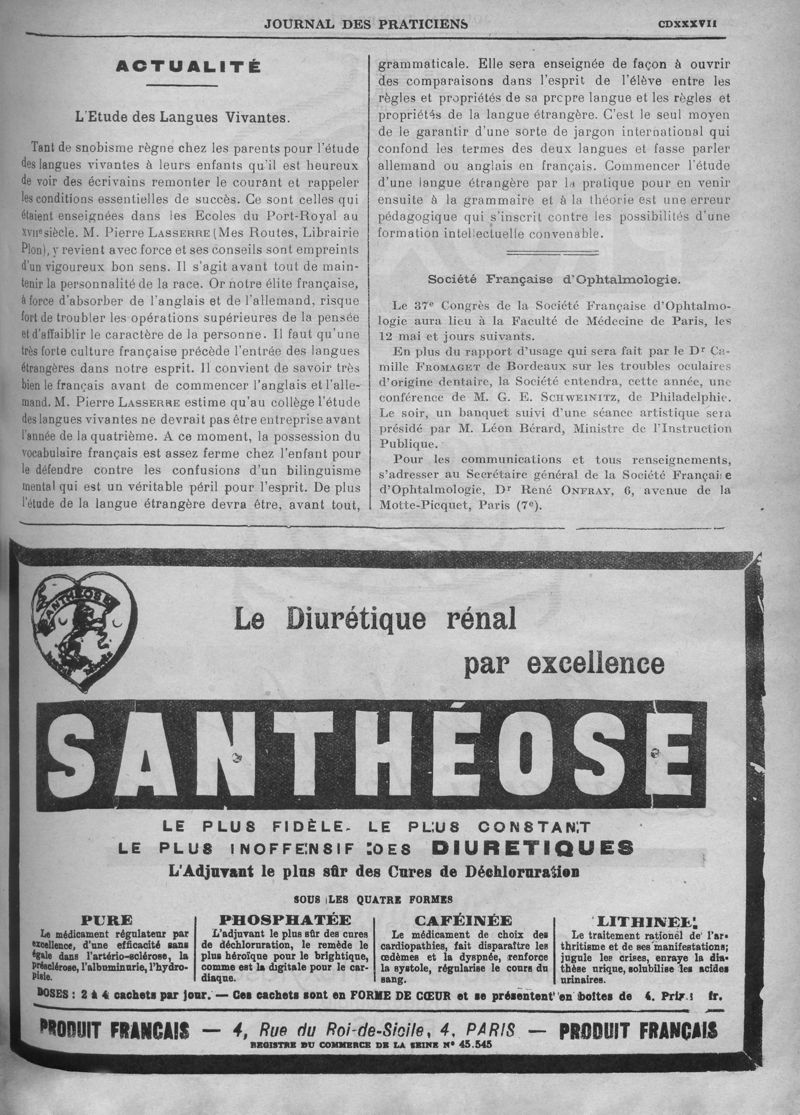 JOURNAL DES PRATICIENS
CDXXXVII
ACTUALITÉ
L'Etude des Langues Vivantes.
Tant de snobisme règne chez les parents pour l'étude
des langues vivantes à leurs enfants qu'il est heureux
de voir des écrivains remonter le courant et rappeler
les conditions essentielles de succès. Ce sont celles qui
étaient enseignées dans les Ecoles du Port-Royal au
XVIIe siècle. M. Pierre LASSERRE (Mes Routes, Librairie
Plon), y revient avec force et ses conseils sont empreints
d'un vigoureux bon sens. Il s'agit avant tout de main-
tenir la personnalité de la race. Or notre élite française,
à force d'absorber de l'anglais et de l'allemand, risque
fort de troubler les opérations supérieures de la pensée
et d'affaiblir le caractère de la personne. Il faut qu'une
très forte culture française précède l'entrée des langues
étrangères dans notre esprit. Il convient de savoir très
bien le français avant de commencer l'anglais et l'alle-
mand. M. Pierre LASSERRE estime qu'au collège l'étude
des langues vivantes ne devrait pas être entreprise avant
l'année de la quatrième. A ce moment, la possession du
vocabulaire français est assez ferme chez l'enfant pour
le défendre contre les confusions d'un bilinguisme
mental qui est un véritable péril pour l'esprit. De plus
l'étude de la langue étrangère devra être, avant tout,
grammaticale. Elle sera enseignée de façon à ouvrir
des comparaisons dans l'esprit de l'élève entre les
règles et propriétés de sa prcpre langue et les règles et
propriétés de la langue étrangère. C'est le seul moyen
de le garantir d'une sorte de jargon international qui
confond les termes des deux langues et fasse parler
allemand ou anglais en français. Commencer l'étude
d'une langue étrangère par la pratique pour en venir
ensuite à la grammaire et à la théorie est une erreur
pédagogique qui s'inscrit contre les possibilités d'une
formation intellectuelle convenable.
Société Française d'Ophtalmologie.
Le 37e Congrès de la Société Française d'Ophtalmo-
logie aura lieu à la Faculté de Médecine de Paris, les
12 mai et jours suivants.
En plus du rapport d'usage qui sera fait par le Dr Ca-
mille FROMAGET de Bordeaux sur les troubles oculaires
d'origine dentaire, la Société entendra, cette année, une
conférence de M. G. E. SCHWEINITZ, de Philadelphie.
Le soir, un banquet suivi d'une séance artistique sera
présidé par M. Léon Bérard, Ministre de l'Instruction
Publique.
Pour les communications et tous renseignements,
s'adresser au Secrétaire général de la Société Française
d'Ophtalmologie, Dr René ONFRAY, 6, avenue de la
Motte-Picquet, Paris (7e).
SANTHÉOSE
Le Diurétique rénal
par excellence
SANTHÉOSE
LE PLUS FIDÈLE - LE PLUS CONSTANT
LE PLUS INOFFENSIF DES DIURETIQUES
L'Adjuvant le plus sûr des Cures de Déchloruration
SOUS LES QUATRE FORMES
PURE
Le médicament régulateur par
excellence, d'une efficacité sans
égale dans l'artério-sclérose, la
présclérose, l'albuminurie, l'hydro-
pisie.
PHOSPHATÉE
L'adjuvant le plus sûr des cures
de déchloruration, le remède le
plus héroïque pour le brightique,
comme est la digitale pour le car-
diaque.
CAFÉINÉE
Le médicament de choix des
cardiopathies, fait disparaître les
œdèmes et la dyspnée, renforce
la systole, régularise le cours du
sang.
LITHINÉE
Le traitement rationel de l'ar-
thritisme et de ses manifestations;
jugule les crises, enraye la dia-
thèse urique, solubilise les acides
urinaires.
DOSES : 2 à 4 cachets par jour. — Ces cachets sont en FORME DE CŒUR et se présentent en boîtes de 4. Prix fr.
PRODUIT FRANÇAIS — 4, Rue du Roi-de-Sicile, 4, PARIS — PRODUIT FRANÇAIS
REGISTRE DU COMMERCE DE LA SEINE N° 45.545